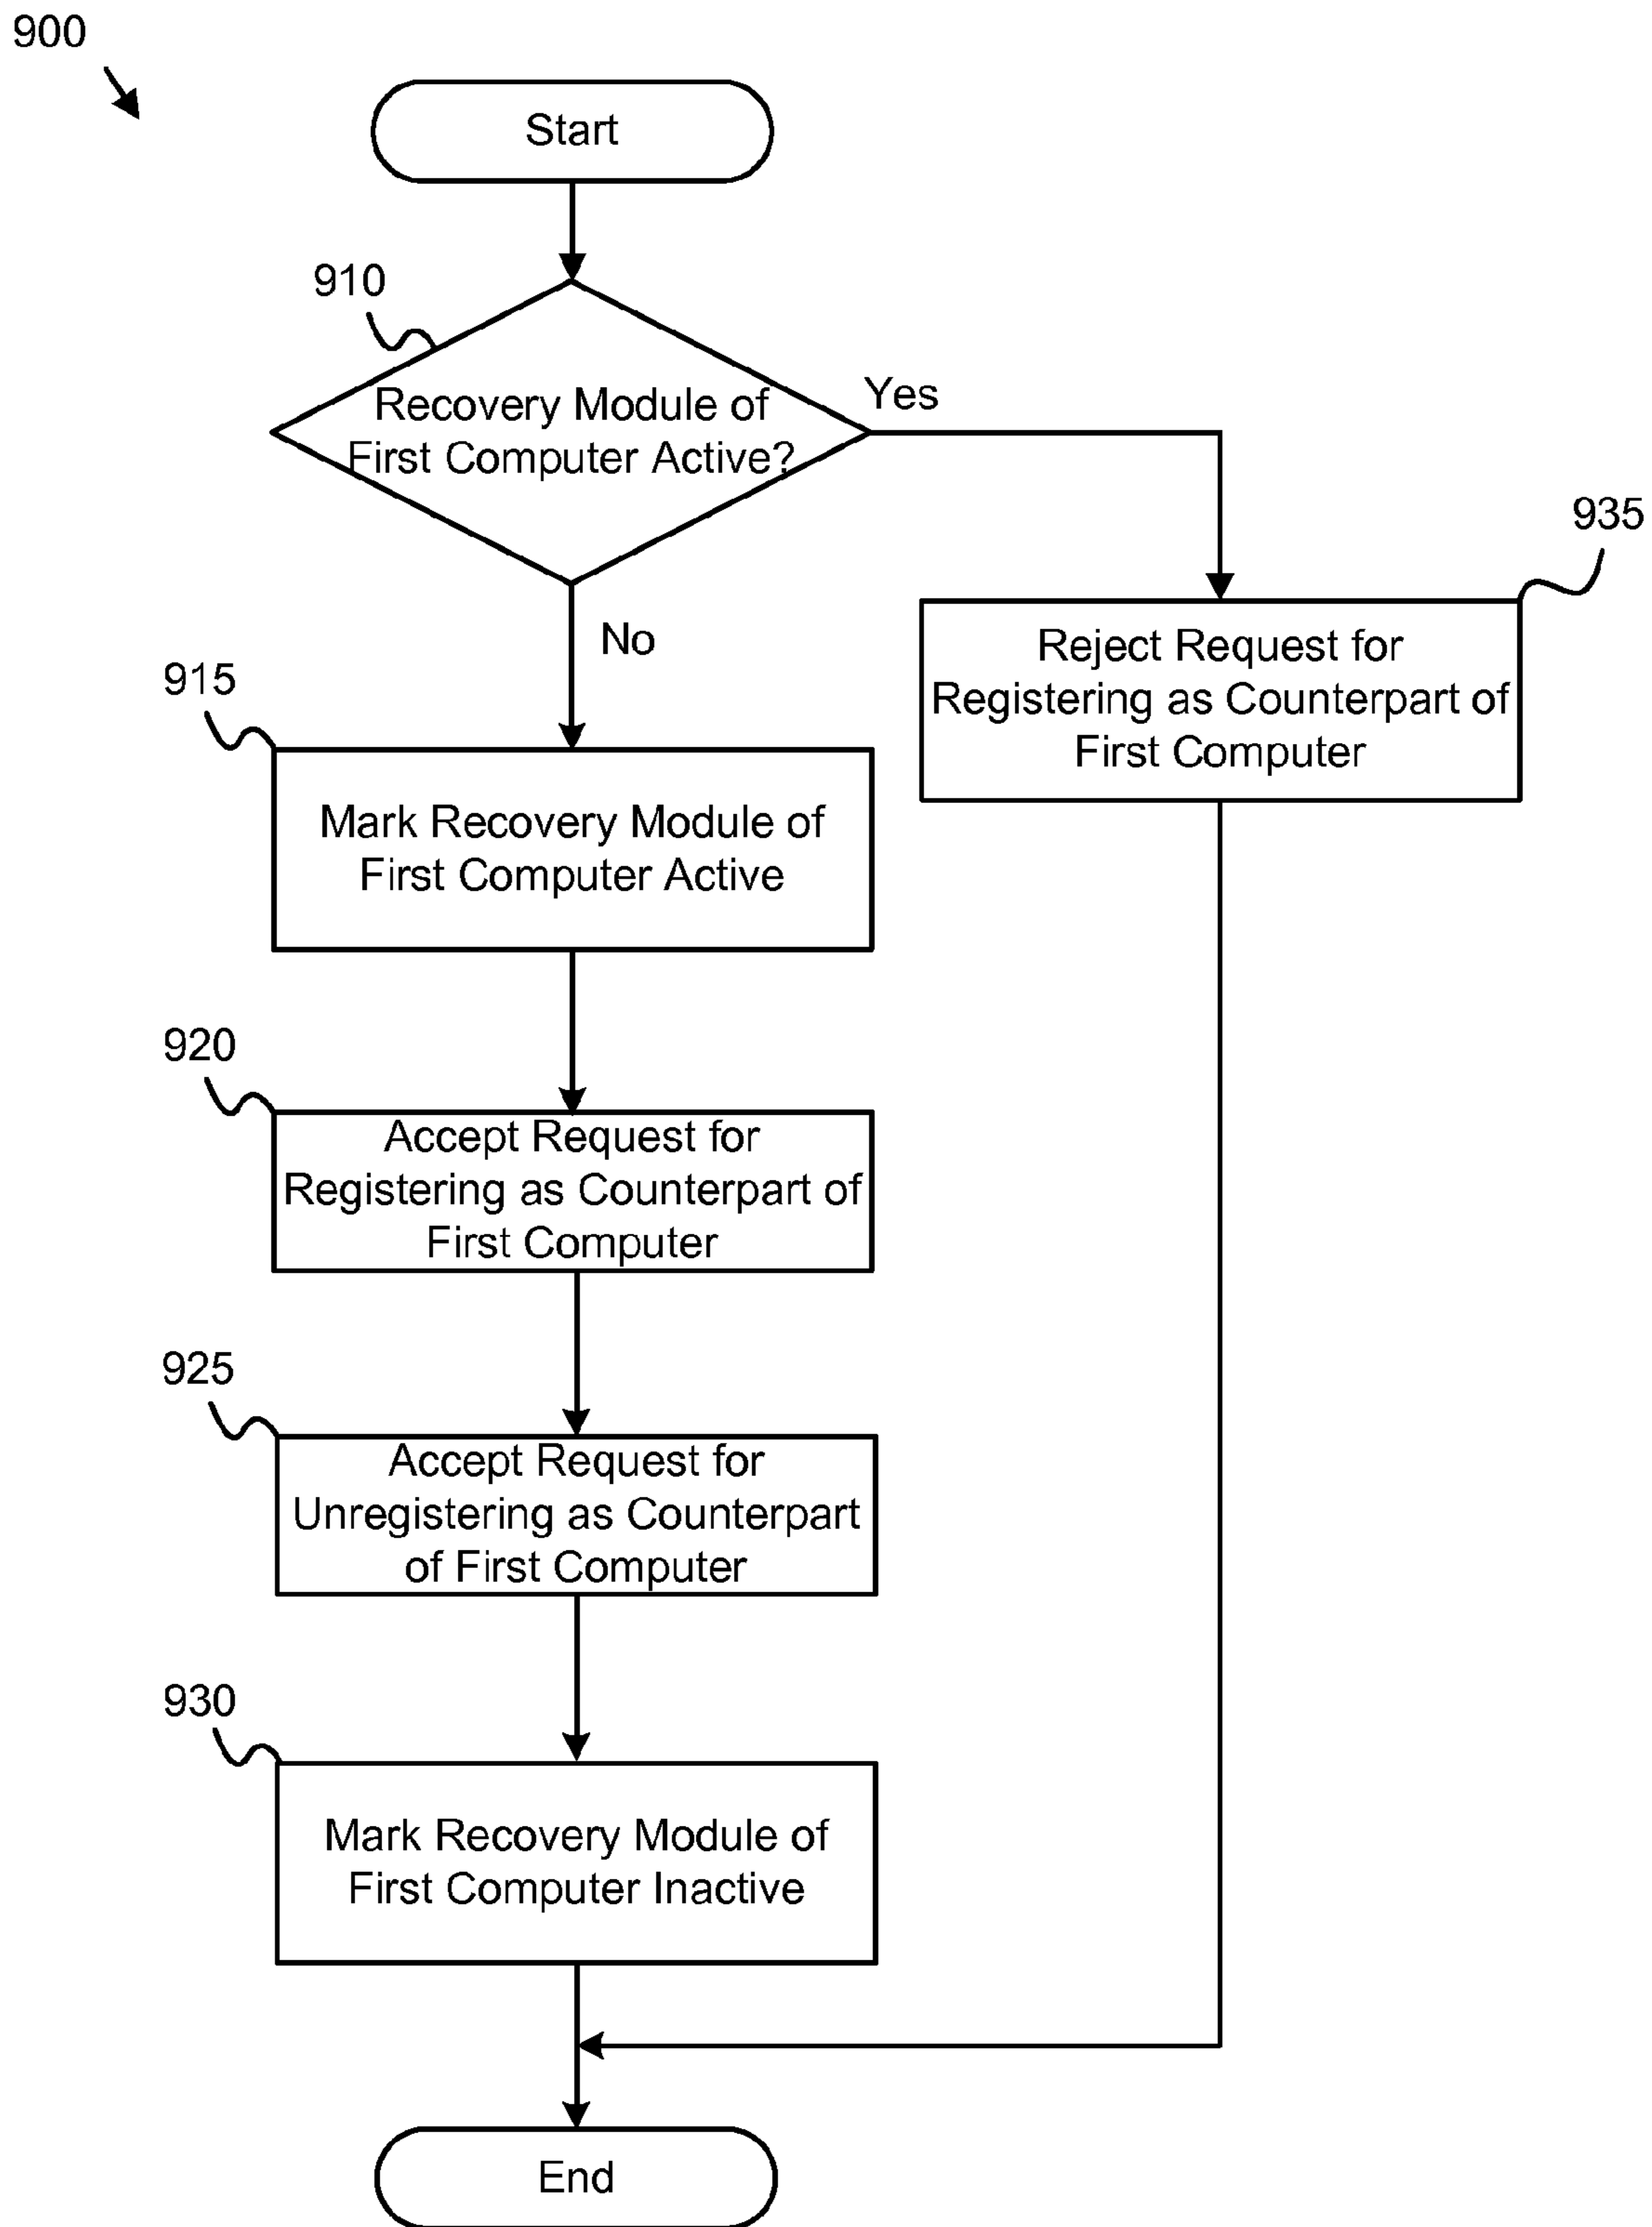 900
Start
910
Recovery Module of
First Computer Active?
Yes
No
935
Reject Request for
Registering as Counterpart of
First Computer
915
Mark Recovery Module of
First Computer Active
920
Accept Request for
Registering as Counterpart of
First Computer
925
Accept Request for
Unregistering as Counterpart
of First Computer
930
Mark Recovery Module of
First Computer Inactive
End